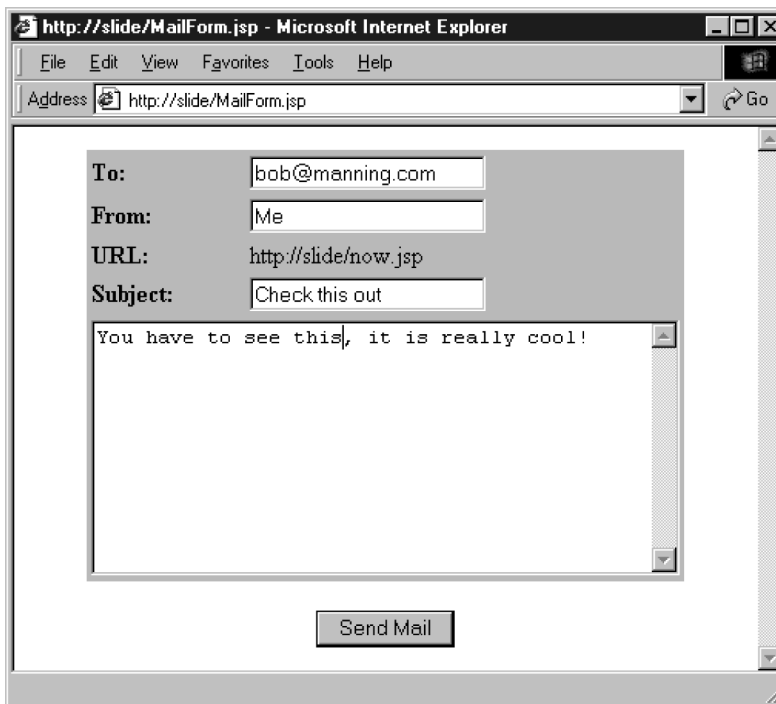 http://slide/MailForm.jsp - Microsoft Internet Explorer
File Edit View Favorites Tools Help
Address http://slide/MailForm.jsp Go
To: bob@manning.com
From: Me
URL: http://slide/now.jsp
Subject: Check this out
You have to see this, it is really cool!
Send Mail